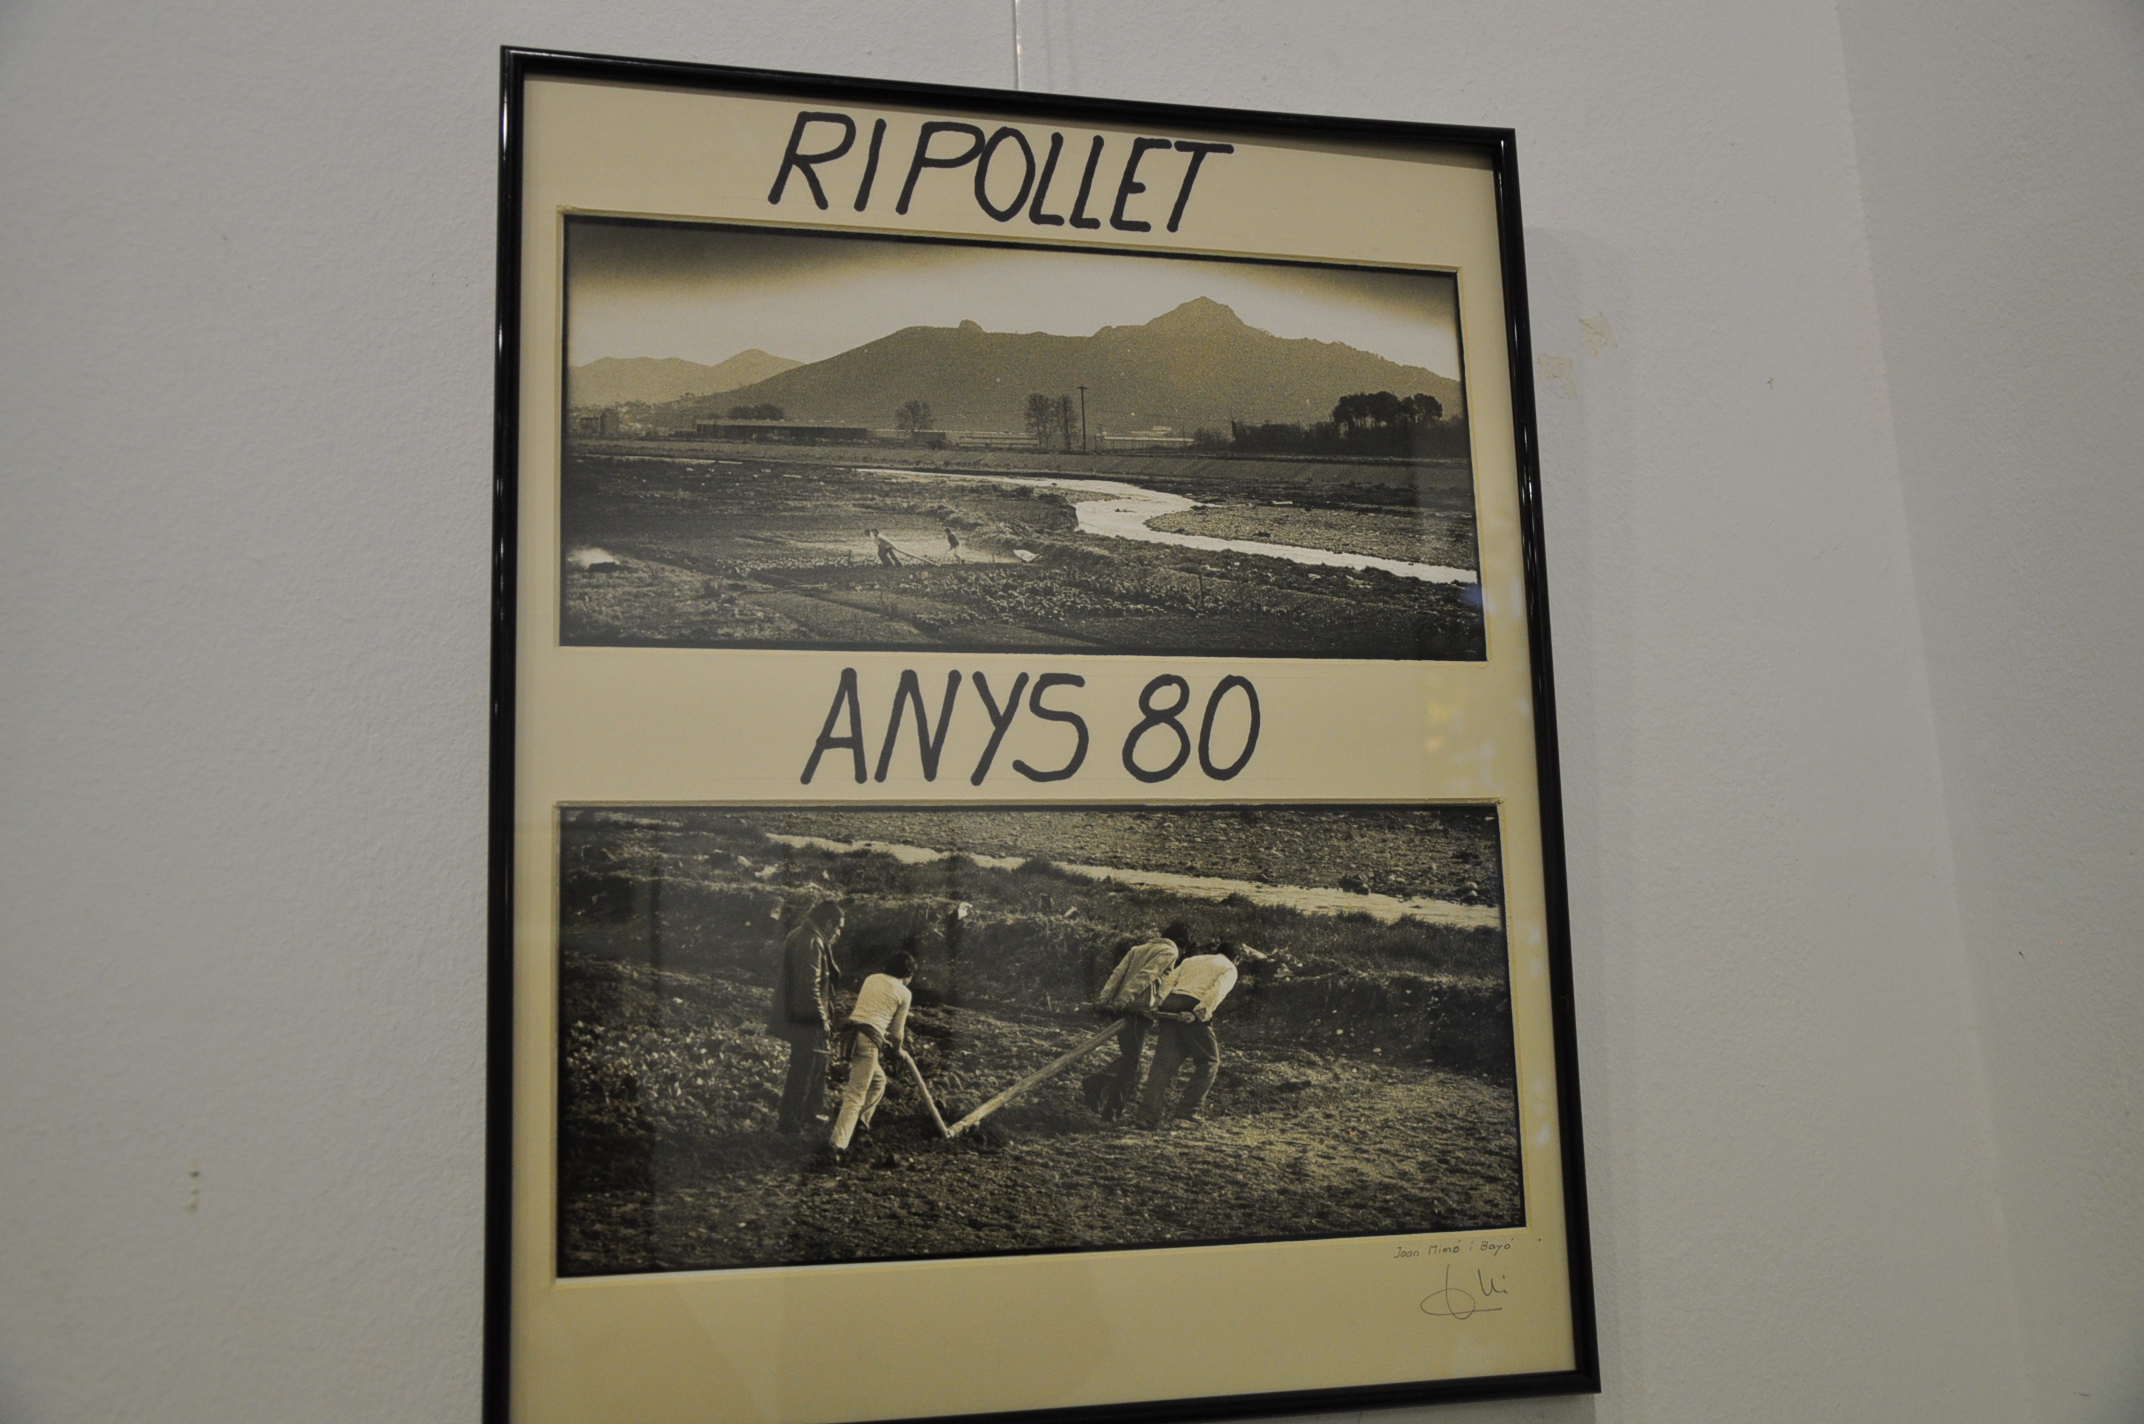 RIPOLLET
ANYS 80
Joan Mimó i Bayó